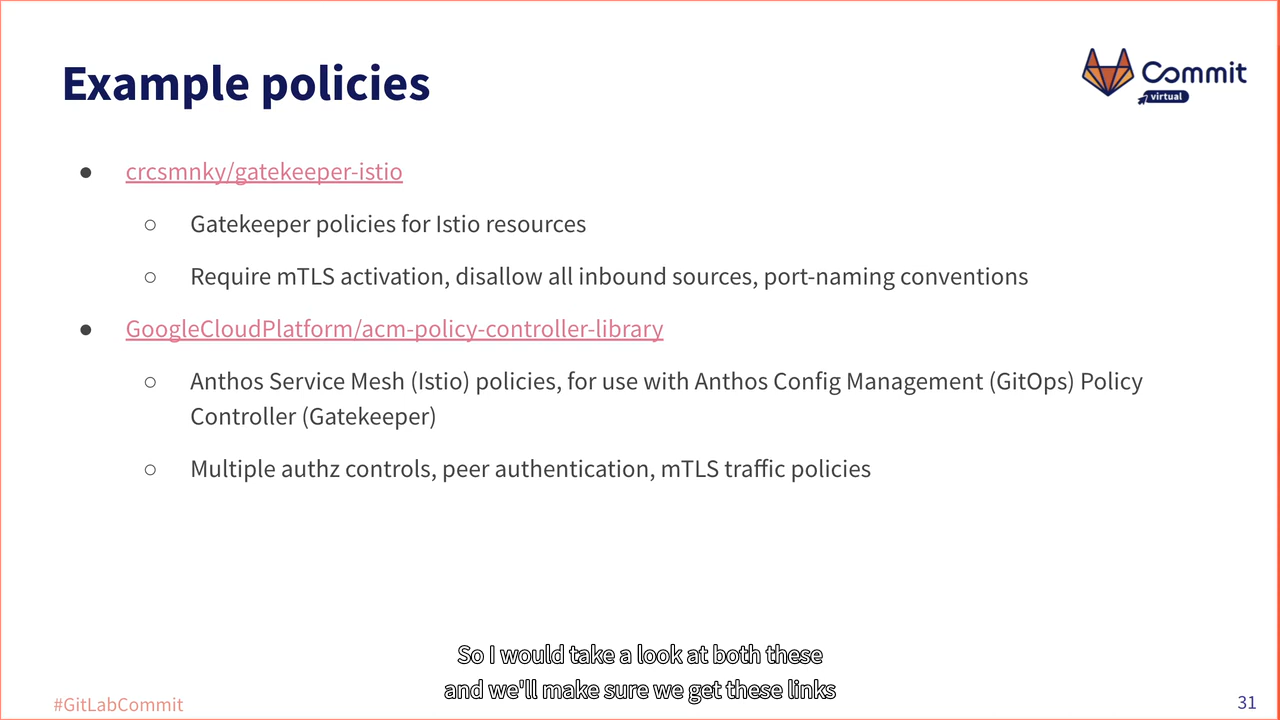 Example policies
Commit
virtual
● crcsmnky/gatekeeper-istio
○ Gatekeeper policies for Istio resources
○ Require mTLS activation, disallow all inbound sources, port-naming conventions
● GoogleCloudPlatform/acm-policy-controller-library
○ Anthos Service Mesh (Istio) policies, for use with Anthos Config Management (GitOps) Policy
Controller (Gatekeeper)
○ Multiple authz controls, peer authentication, mTLS traffic policies
So I would take a look at both these
and we'll make sure we get these links
#GitLabCommit
31